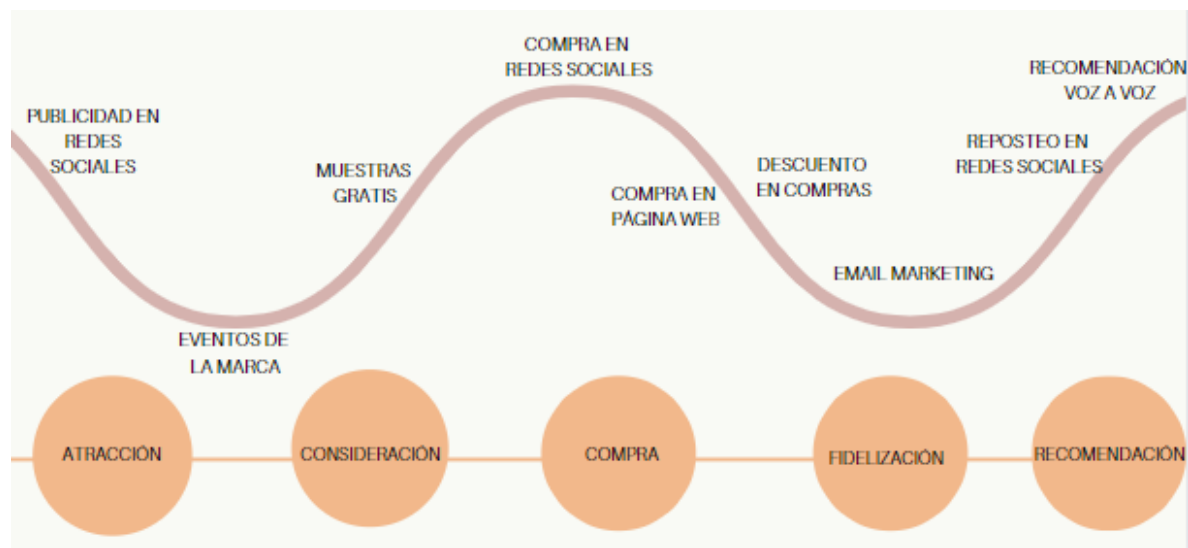 PUBLICIDAD EN
REDES
SOCIALES
EVENTOS DE
LA MARCA
MUESTRAS
GRATIS
COMPRA EN
REDES SOCIALES
COMPRA EN
PÁGINA WEB
DESCUENTO
EN COMPRAS
EMAIL MARKETING
REPOSTEO EN
REDES SOCIALES
RECOMENDACIÓN
VOZ A VOZ
ATRACCIÓN
CONSIDERACIÓN
COMPRA
FIDELIZACIÓN
RECOMENDACIÓN